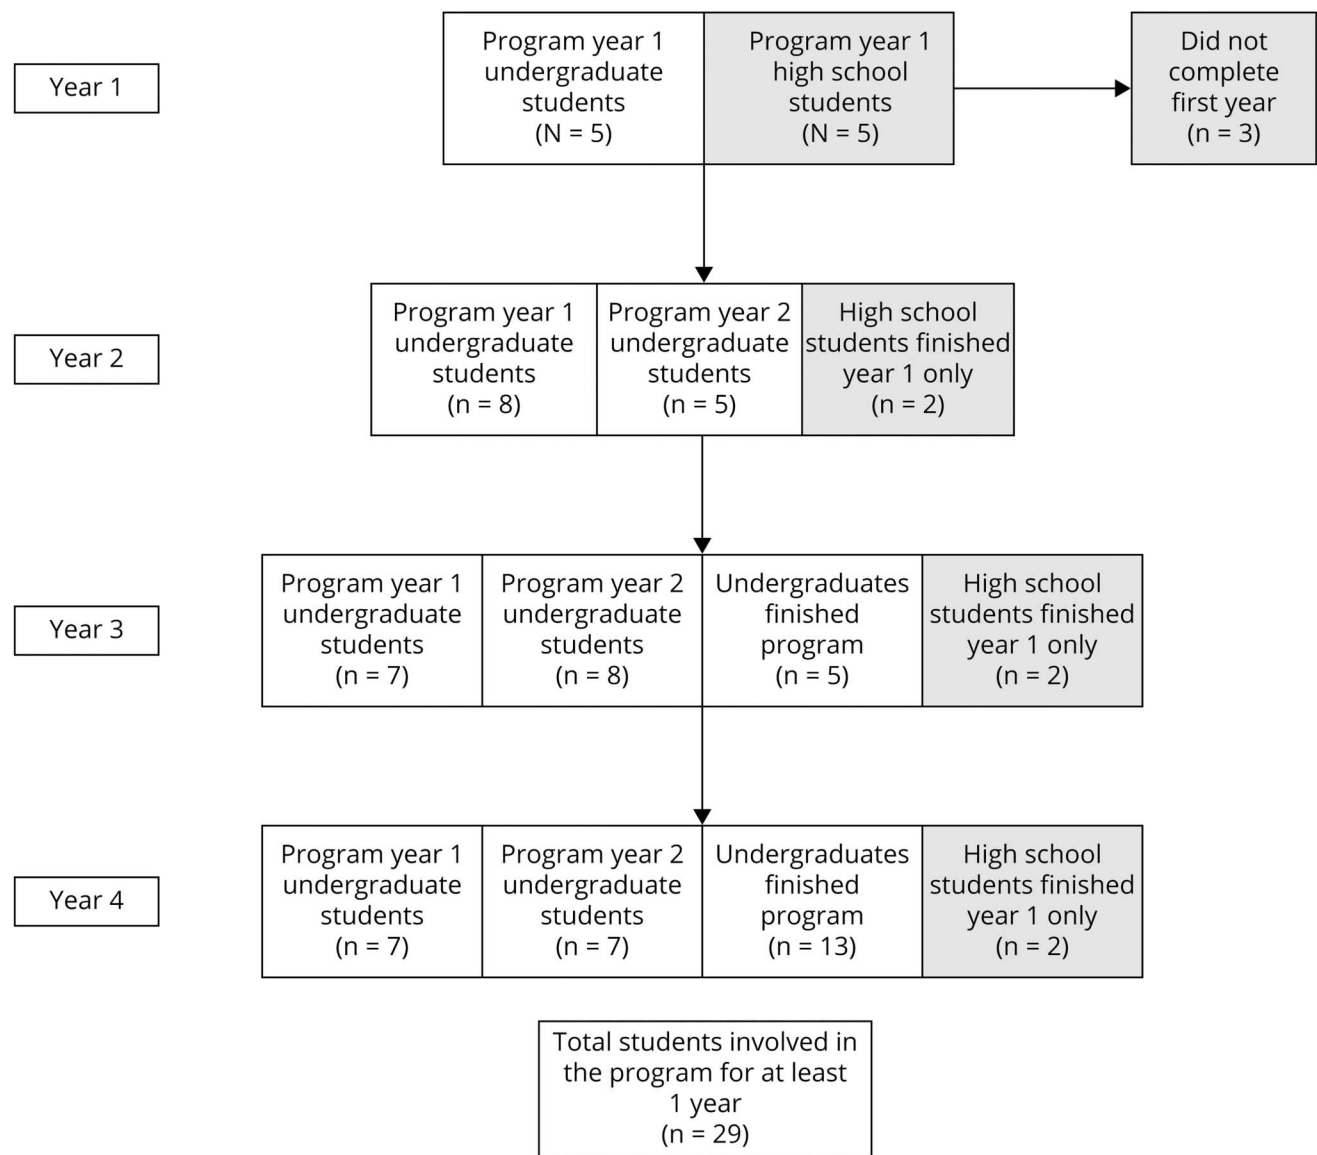 Year 1
Program year 1
undergraduate
students
(N = 5)
Program year 1
high school
students
(N = 5)
Did not
complete
first year
(n = 3)
Year 2
Program year 1
undergraduate
students
(n = 8)
Program year 2
undergraduate
students
(n = 5)
High school
students finished
year 1 only
(n = 2)
Year 3
Program year 1
undergraduate
students
(n = 7)
Program year 2
undergraduate
students
(n = 8)
Undergraduates
finished
program
(n = 5)
High school
students finished
year 1 only
(n = 2)
Year 4
Program year 1
undergraduate
students
(n = 7)
Program year 2
undergraduate
students
(n = 7)
Undergraduates
finished
program
(n = 13)
High school
students finished
year 1 only
(n = 2)
Total students involved in
the program for at least
1 year
(n = 29)